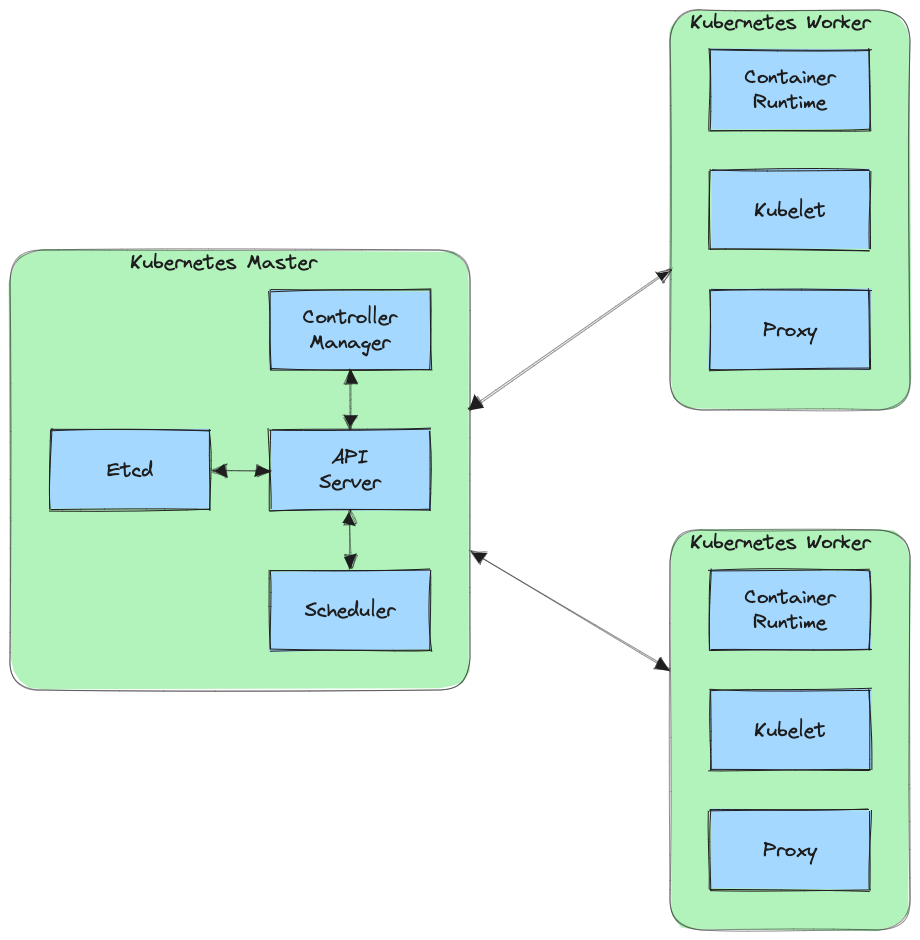 Kubernetes Master
Controller
Manager
Etcd
API
Server
Scheduler
Kubernetes Worker
Container
Runtime
Kubelet
Proxy
Kubernetes Worker
Container
Runtime
Kubelet
Proxy